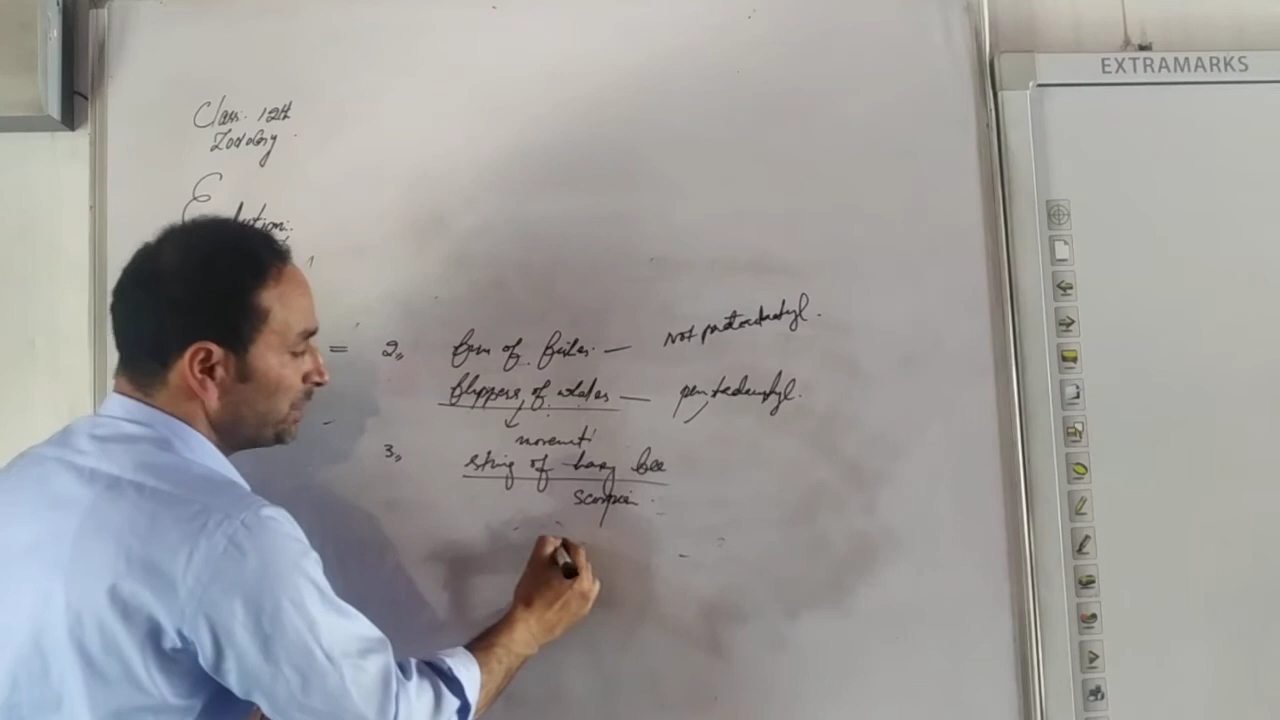 Class: 12th
Zoology
= 2,, Fins of fishes — Not pentadactyl.
flippers of whales — pentadactyl.
movement
3,, sting of honey bee
scorpion
EXTRAMARKS